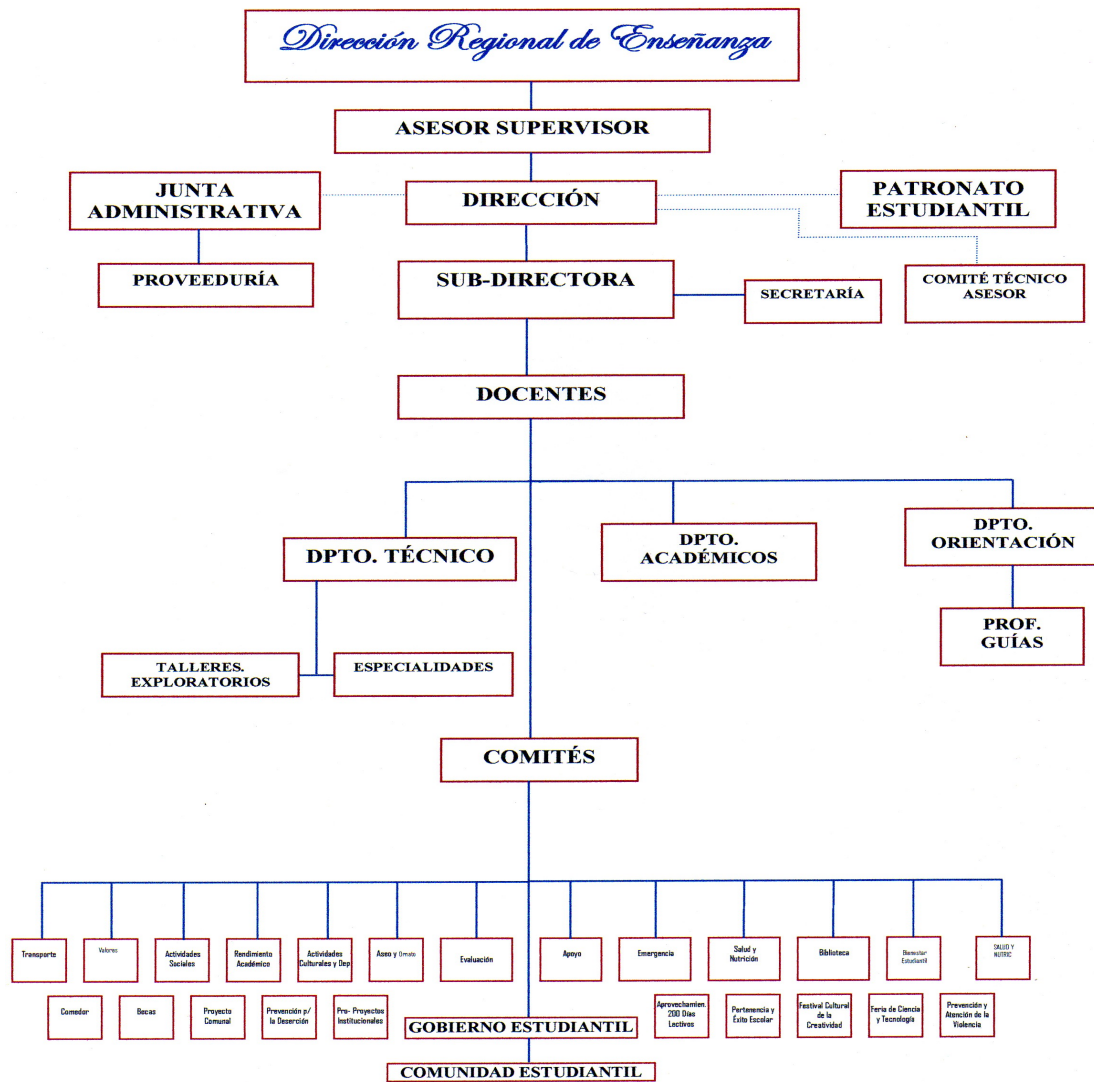 Dirección Regional de Enseñanza
ASESOR SUPERVISOR
JUNTA
ADMINISTRATIVA
DIRECCIÓN
PATRONATO
ESTUDIANTIL
PROVEEDURÍA
SUB-DIRECTORA
SECRETARÍA
COMITÉ TÉCNICO
ASESOR
DOCENTES
DPTO. TÉCNICO
DPTO.
ACADÉMICOS
DPTO.
ORIENTACIÓN
PROF.
GUÍAS
TALLERES.
EXPLORATORIOS
ESPECIALIDADES
COMITÉS
Transporte
Valores
Actividades
Sociales
Rendimiento
Académico
Actividades
Culturales y Dep
Aseo y Ornato
Evaluación
Apoyo
Emergencia
Salud y
Nutrición
Biblioteca
Bienestar
Estudiantil
SALUD Y
NUTRIC
Comedor
Becas
Proyecto
Comunal
Prevención p/
la Deserción
Pro- Proyectos
Institucionales
Aprovechamien.
200 Días
Lectivos
Pertenencia y
Éxito Escolar
Festival Cultural
de la
Creatividad
Feria de Ciencia
y Tecnología
Prevención y
Atención de la
Violencia
GOBIERNO ESTUDIANTIL
COMUNIDAD ESTUDIANTIL